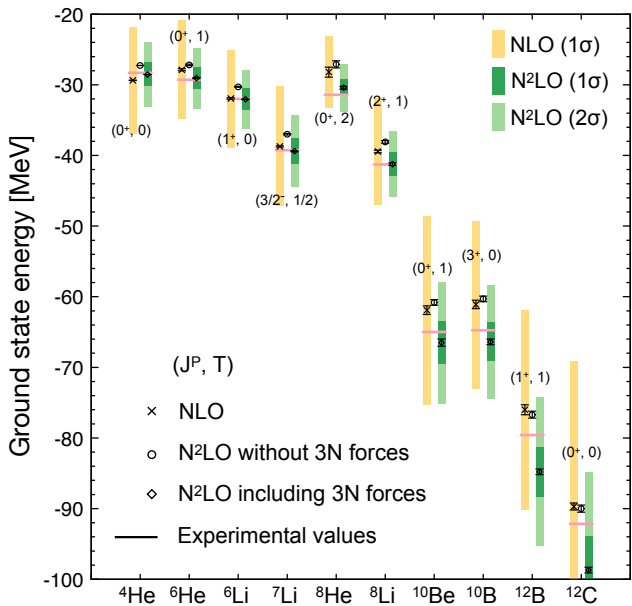 -20
-30
-40
-50
-60
-70
-80
-90
-100
Ground state energy [MeV]
NLO (1σ)
N²LO (1σ)
N²LO (2σ)
(0⁺, 0)
(0⁺, 1)
(1⁺, 0)
(3/2⁻, 1/2)
(0⁺, 2)
(2⁺, 1)
(0⁺, 1)
(3⁺, 0)
(1⁺, 1)
(0⁺, 0)
(Jᴾ, T)
NLO
N²LO without 3N forces
N²LO including 3N forces
Experimental values
⁴He ⁶He ⁶Li ⁷Li ⁸He ⁸Li ¹⁰Be ¹⁰B ¹²B ¹²C